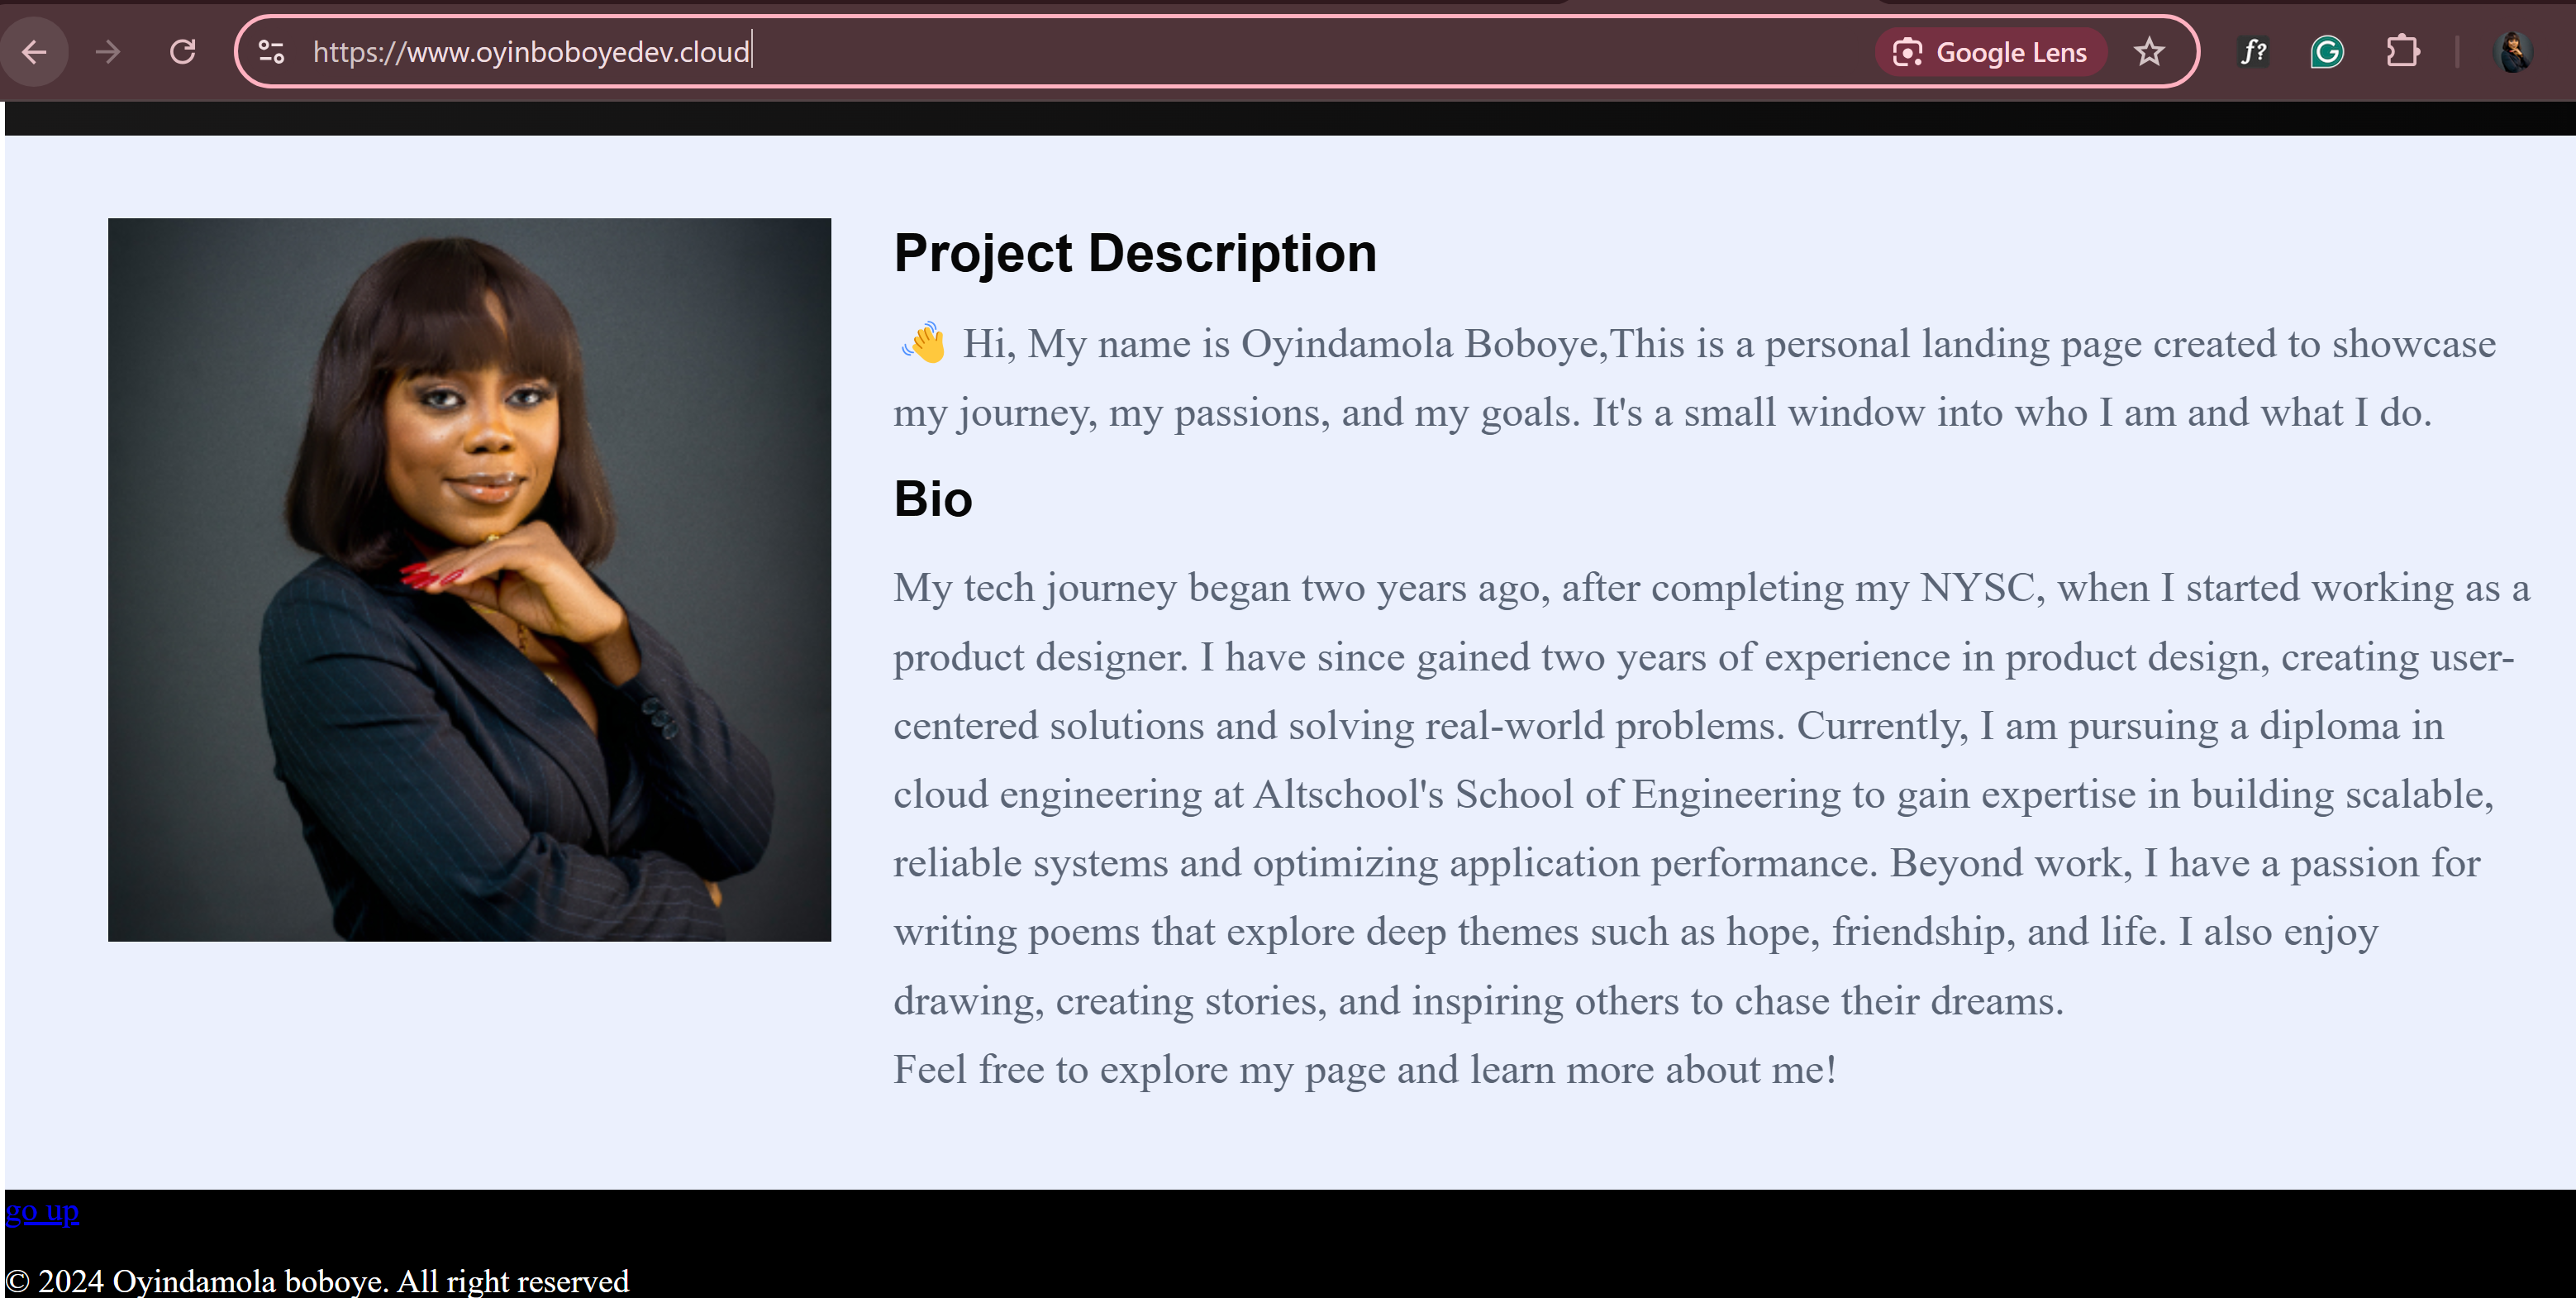 https://www.oyinboboyedev.cloud
Google Lens
f?
G
Project Description
👋 Hi, My name is Oyindamola Boboye,This is a personal landing page created to showcase
my journey, my passions, and my goals. It's a small window into who I am and what I do.
Bio
My tech journey began two years ago, after completing my NYSC, when I started working as a
product designer. I have since gained two years of experience in product design, creating user-
centered solutions and solving real-world problems. Currently, I am pursuing a diploma in
cloud engineering at Altschool's School of Engineering to gain expertise in building scalable,
reliable systems and optimizing application performance. Beyond work, I have a passion for
writing poems that explore deep themes such as hope, friendship, and life. I also enjoy
drawing, creating stories, and inspiring others to chase their dreams.
Feel free to explore my page and learn more about me!
go up
© 2024 Oyindamola boboye. All right reserved